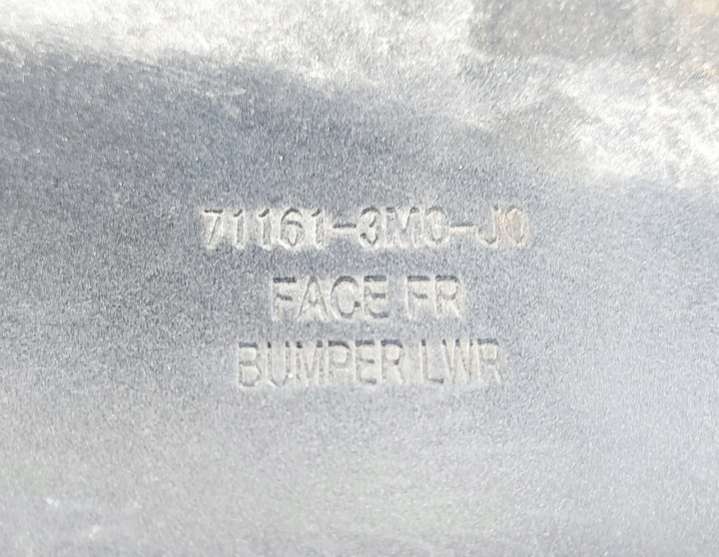 71161-3M0-J0
FACE FR
BUMPER LWR